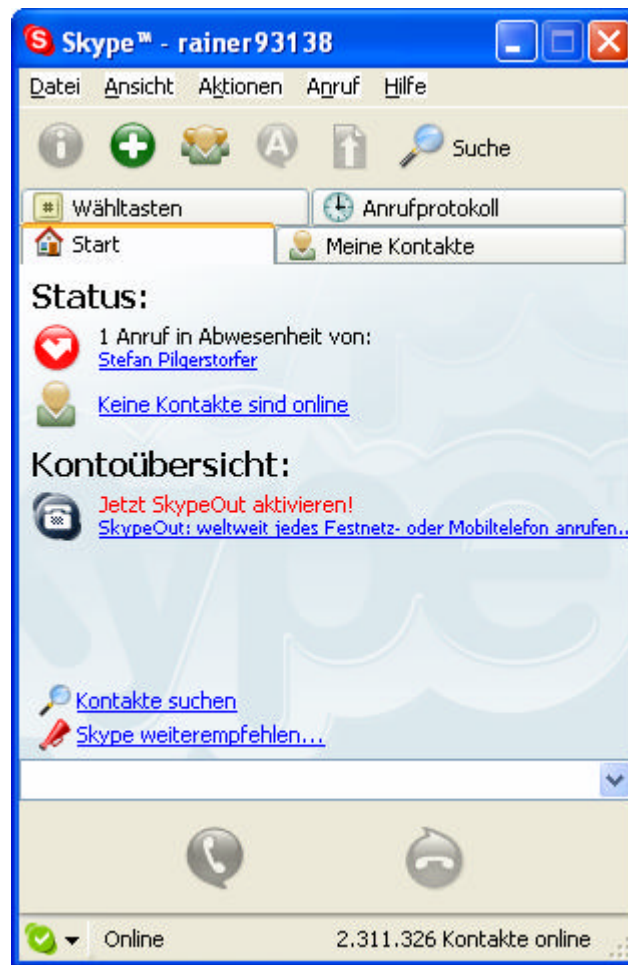 Skype™ - rainer93138
Datei Ansicht Aktionen Anruf Hilfe
Suche
Wähltasten Anrufprotokoll
Start Meine Kontakte
Status:
1 Anruf in Abwesenheit von:
Stefan Pilgerstorfer
Keine Kontakte sind online
Kontoübersicht:
Jetzt SkypeOut aktivieren!
SkypeOut: weltweit jedes Festnetz- oder Mobiltelefon anrufen..
Kontakte suchen
Skype weiterempfehlen...
Online 2.311.326 Kontakte online